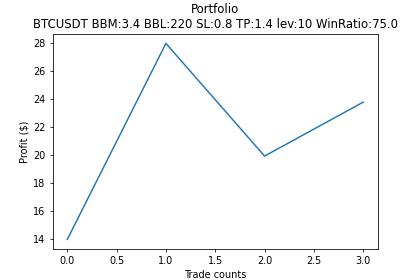 Portfolio
BTCUSDT BBM:3.4 BBL:220 SL:0.8 TP:1.4 lev:10 WinRatio:75.0
28
26
24
22
20
18
16
14
Profit ($)
0.0 0.5 1.0 1.5 2.0 2.5 3.0
Trade counts